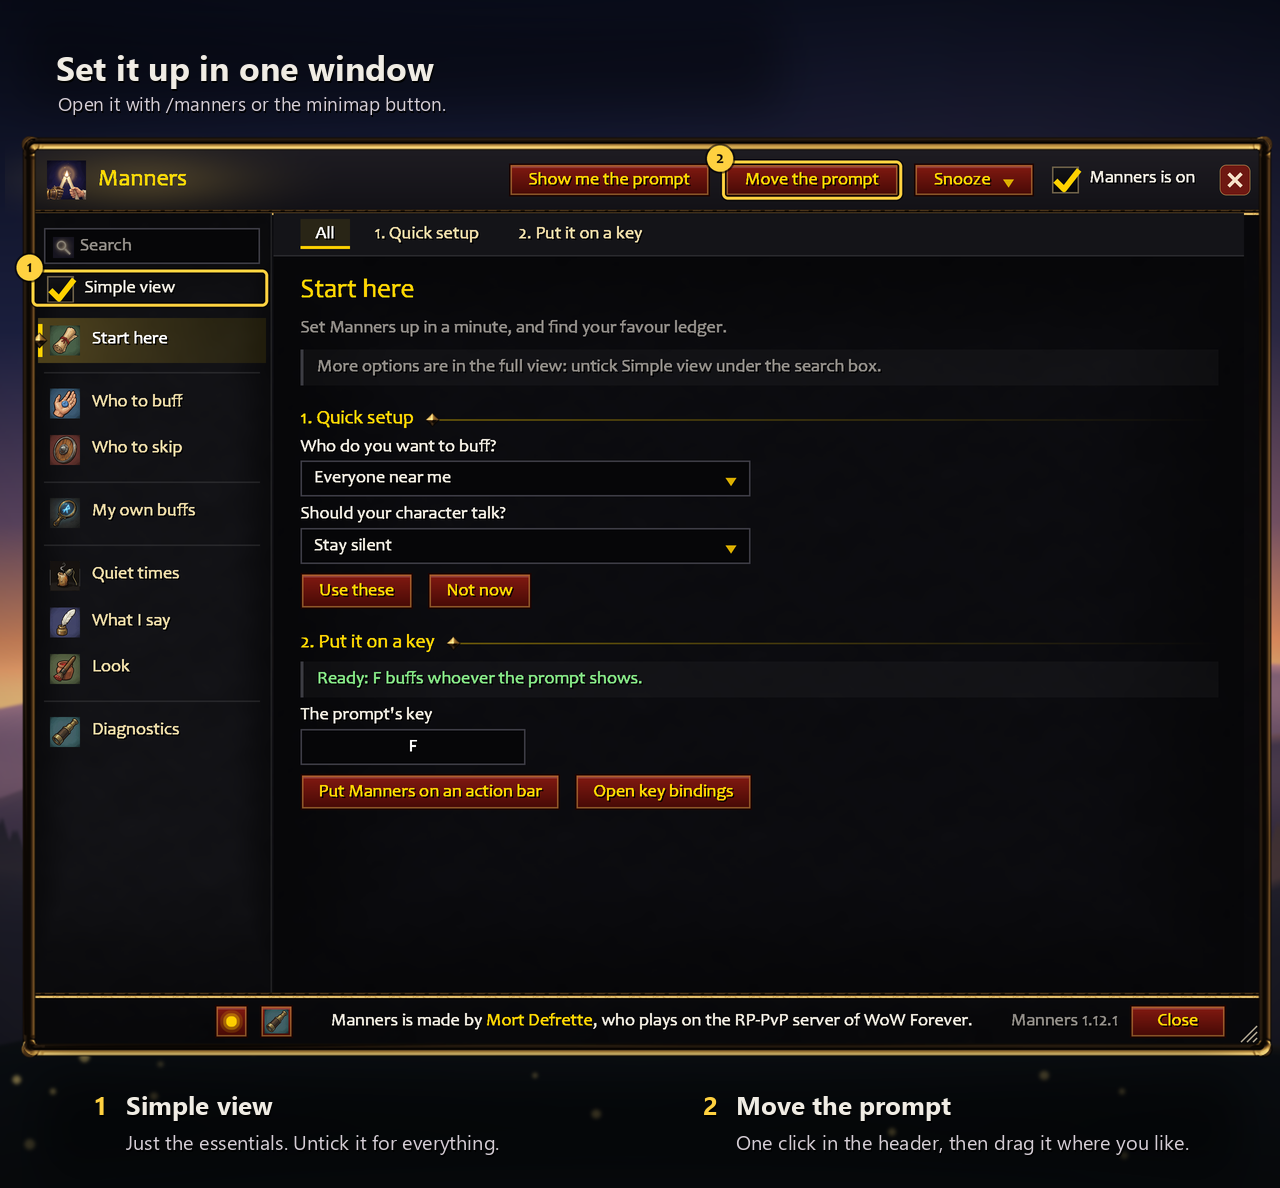 Set it up in one window
Open it with /manners or the minimap button.
Manners
Show me the prompt
2
Move the prompt
Snooze
Manners is on
Search
1
Simple view
Start here
Who to buff
Who to skip
My own buffs
Quiet times
What I say
Look
Diagnostics
All
1. Quick setup
2. Put it on a key
Start here
Set Manners up in a minute, and find your favour ledger.
More options are in the full view: untick Simple view under the search box.
1. Quick setup
Who do you want to buff?
Everyone near me
Should your character talk?
Stay silent
Use these
Not now
2. Put it on a key
Ready: F buffs whoever the prompt shows.
The prompt's key
F
Put Manners on an action bar
Open key bindings
Manners is made by Mort Defrette, who plays on the RP-PvP server of WoW Forever.
Manners 1.12.1
Close
1 Simple view
Just the essentials. Untick it for everything.
2 Move the prompt
One click in the header, then drag it where you like.